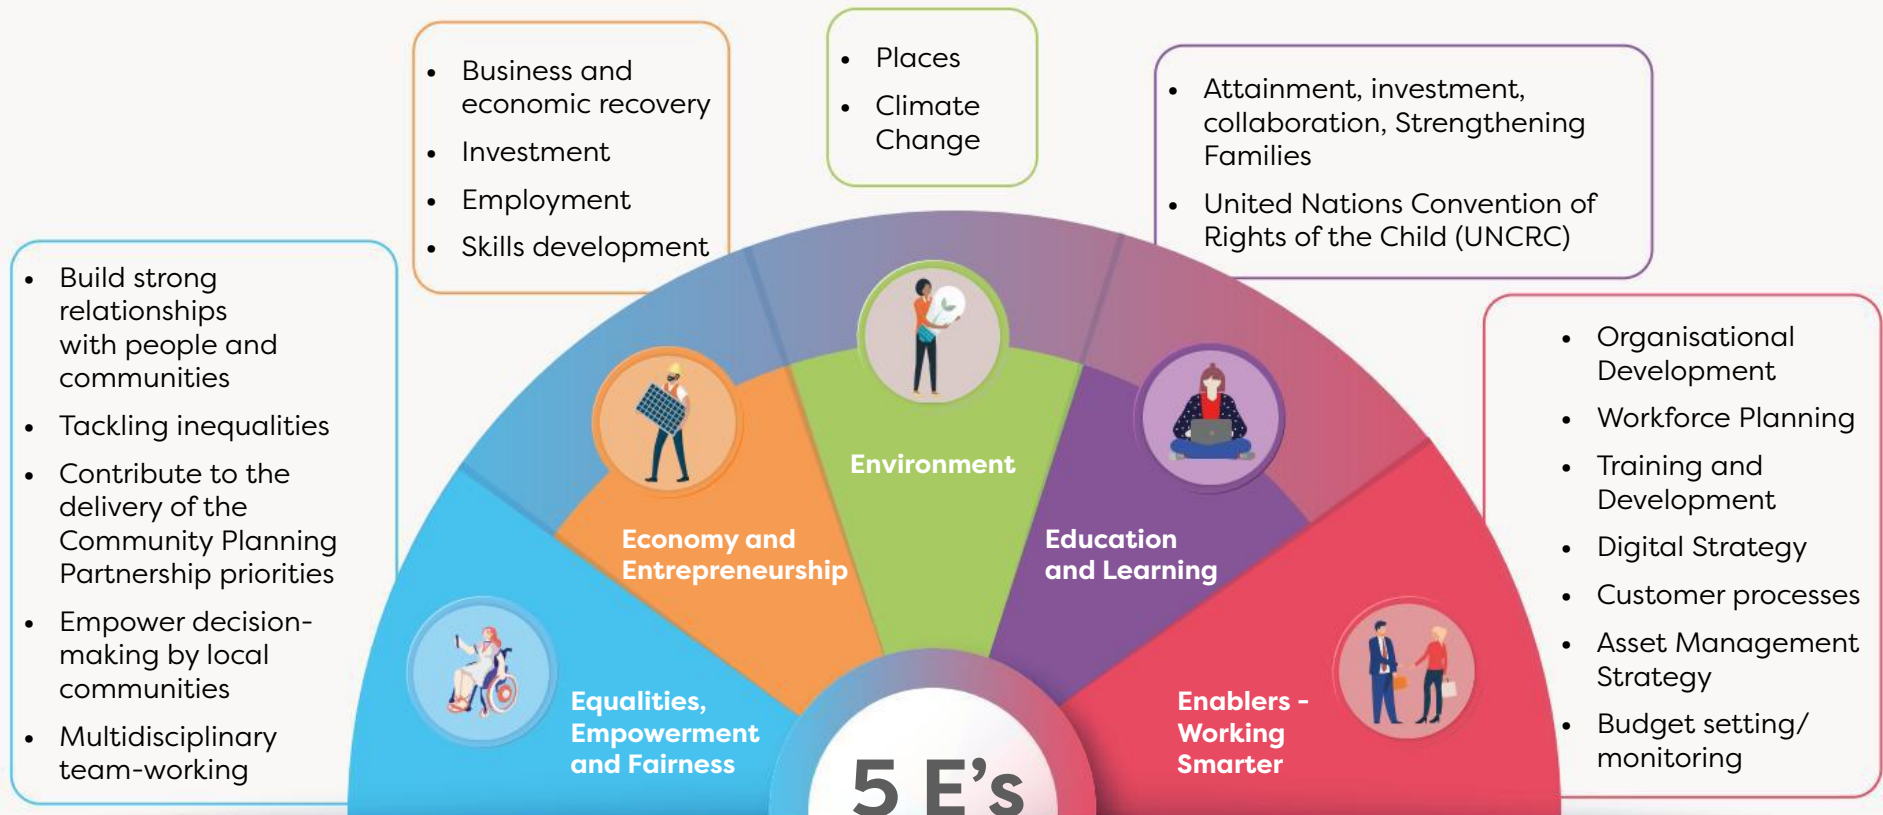 • Build strong
relationships
with people and
communities
• Tackling inequalities
• Contribute to the
delivery of the
Community Planning
Partnership priorities
• Empower decision-
making by local
communities
• Multidisciplinary
team-working
• Business and
economic recovery
• Investment
• Employment
• Skills development
• Places
• Climate
Change
• Attainment, investment,
collaboration, Strengthening
Families
• United Nations Convention of
Rights of the Child (UNCRC)
• Organisational
Development
• Workforce Planning
• Training and
Development
• Digital Strategy
• Customer processes
• Asset Management
Strategy
• Budget setting/
monitoring
Equalities,
Empowerment
and Fairness
Economy and
Entrepreneurship
Environment
Education
and Learning
Enablers -
Working
Smarter
5 E's